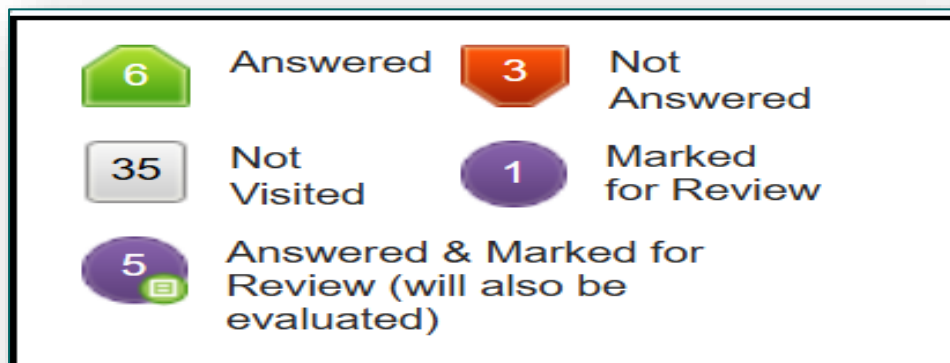 6 Answered 3 Not
Answered
35 Not
Visited
1 Marked
for Review
5 Answered & Marked for
Review (will also be
evaluated)